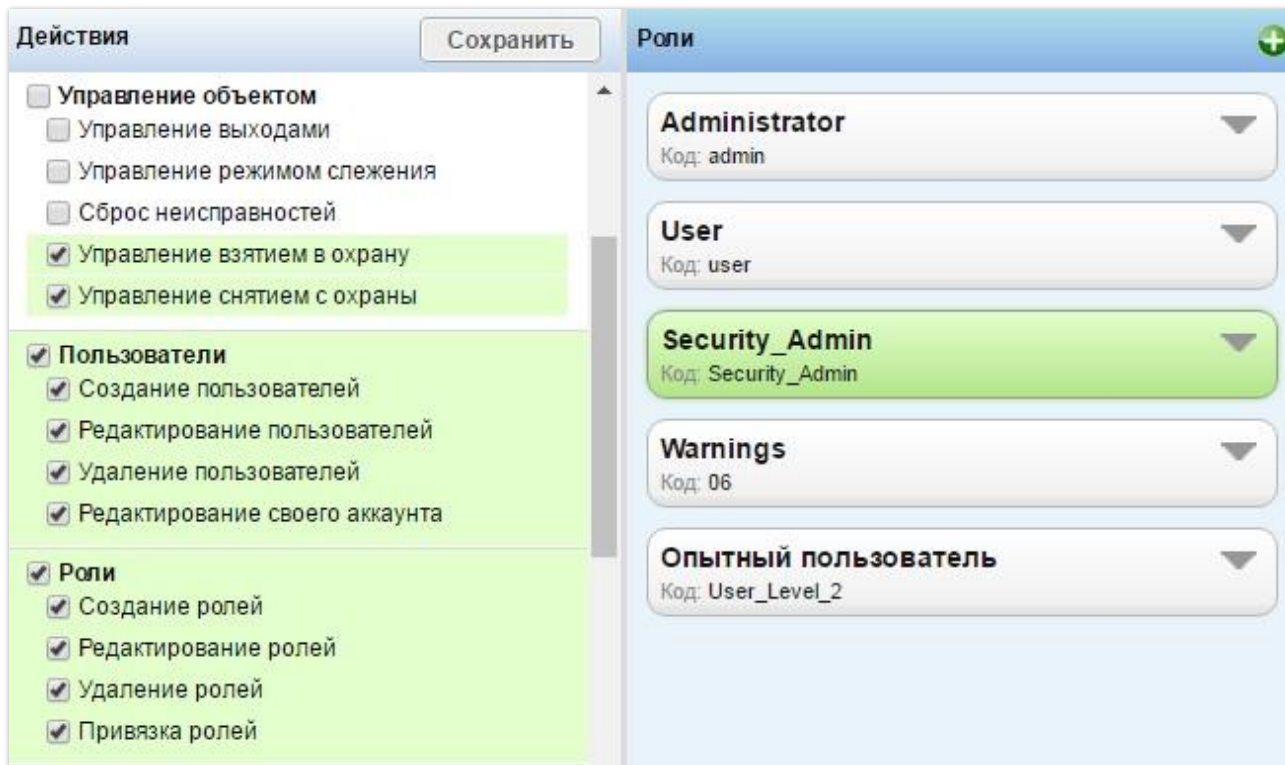 Действия
Сохранить
Управление объектом
Управление выходами
Управление режимом слежения
Сброс неисправностей
Управление взятием в охрану
Управление снятием с охраны
Пользователи
Создание пользователей
Редактирование пользователей
Удаление пользователей
Редактирование своего аккаунта
Роли
Создание ролей
Редактирование ролей
Удаление ролей
Привязка ролей
Роли
Administrator
Код: admin
User
Код: user
Security_Admin
Код: Security_Admin
Warnings
Код: 06
Опытный пользователь
Код: User_Level_2